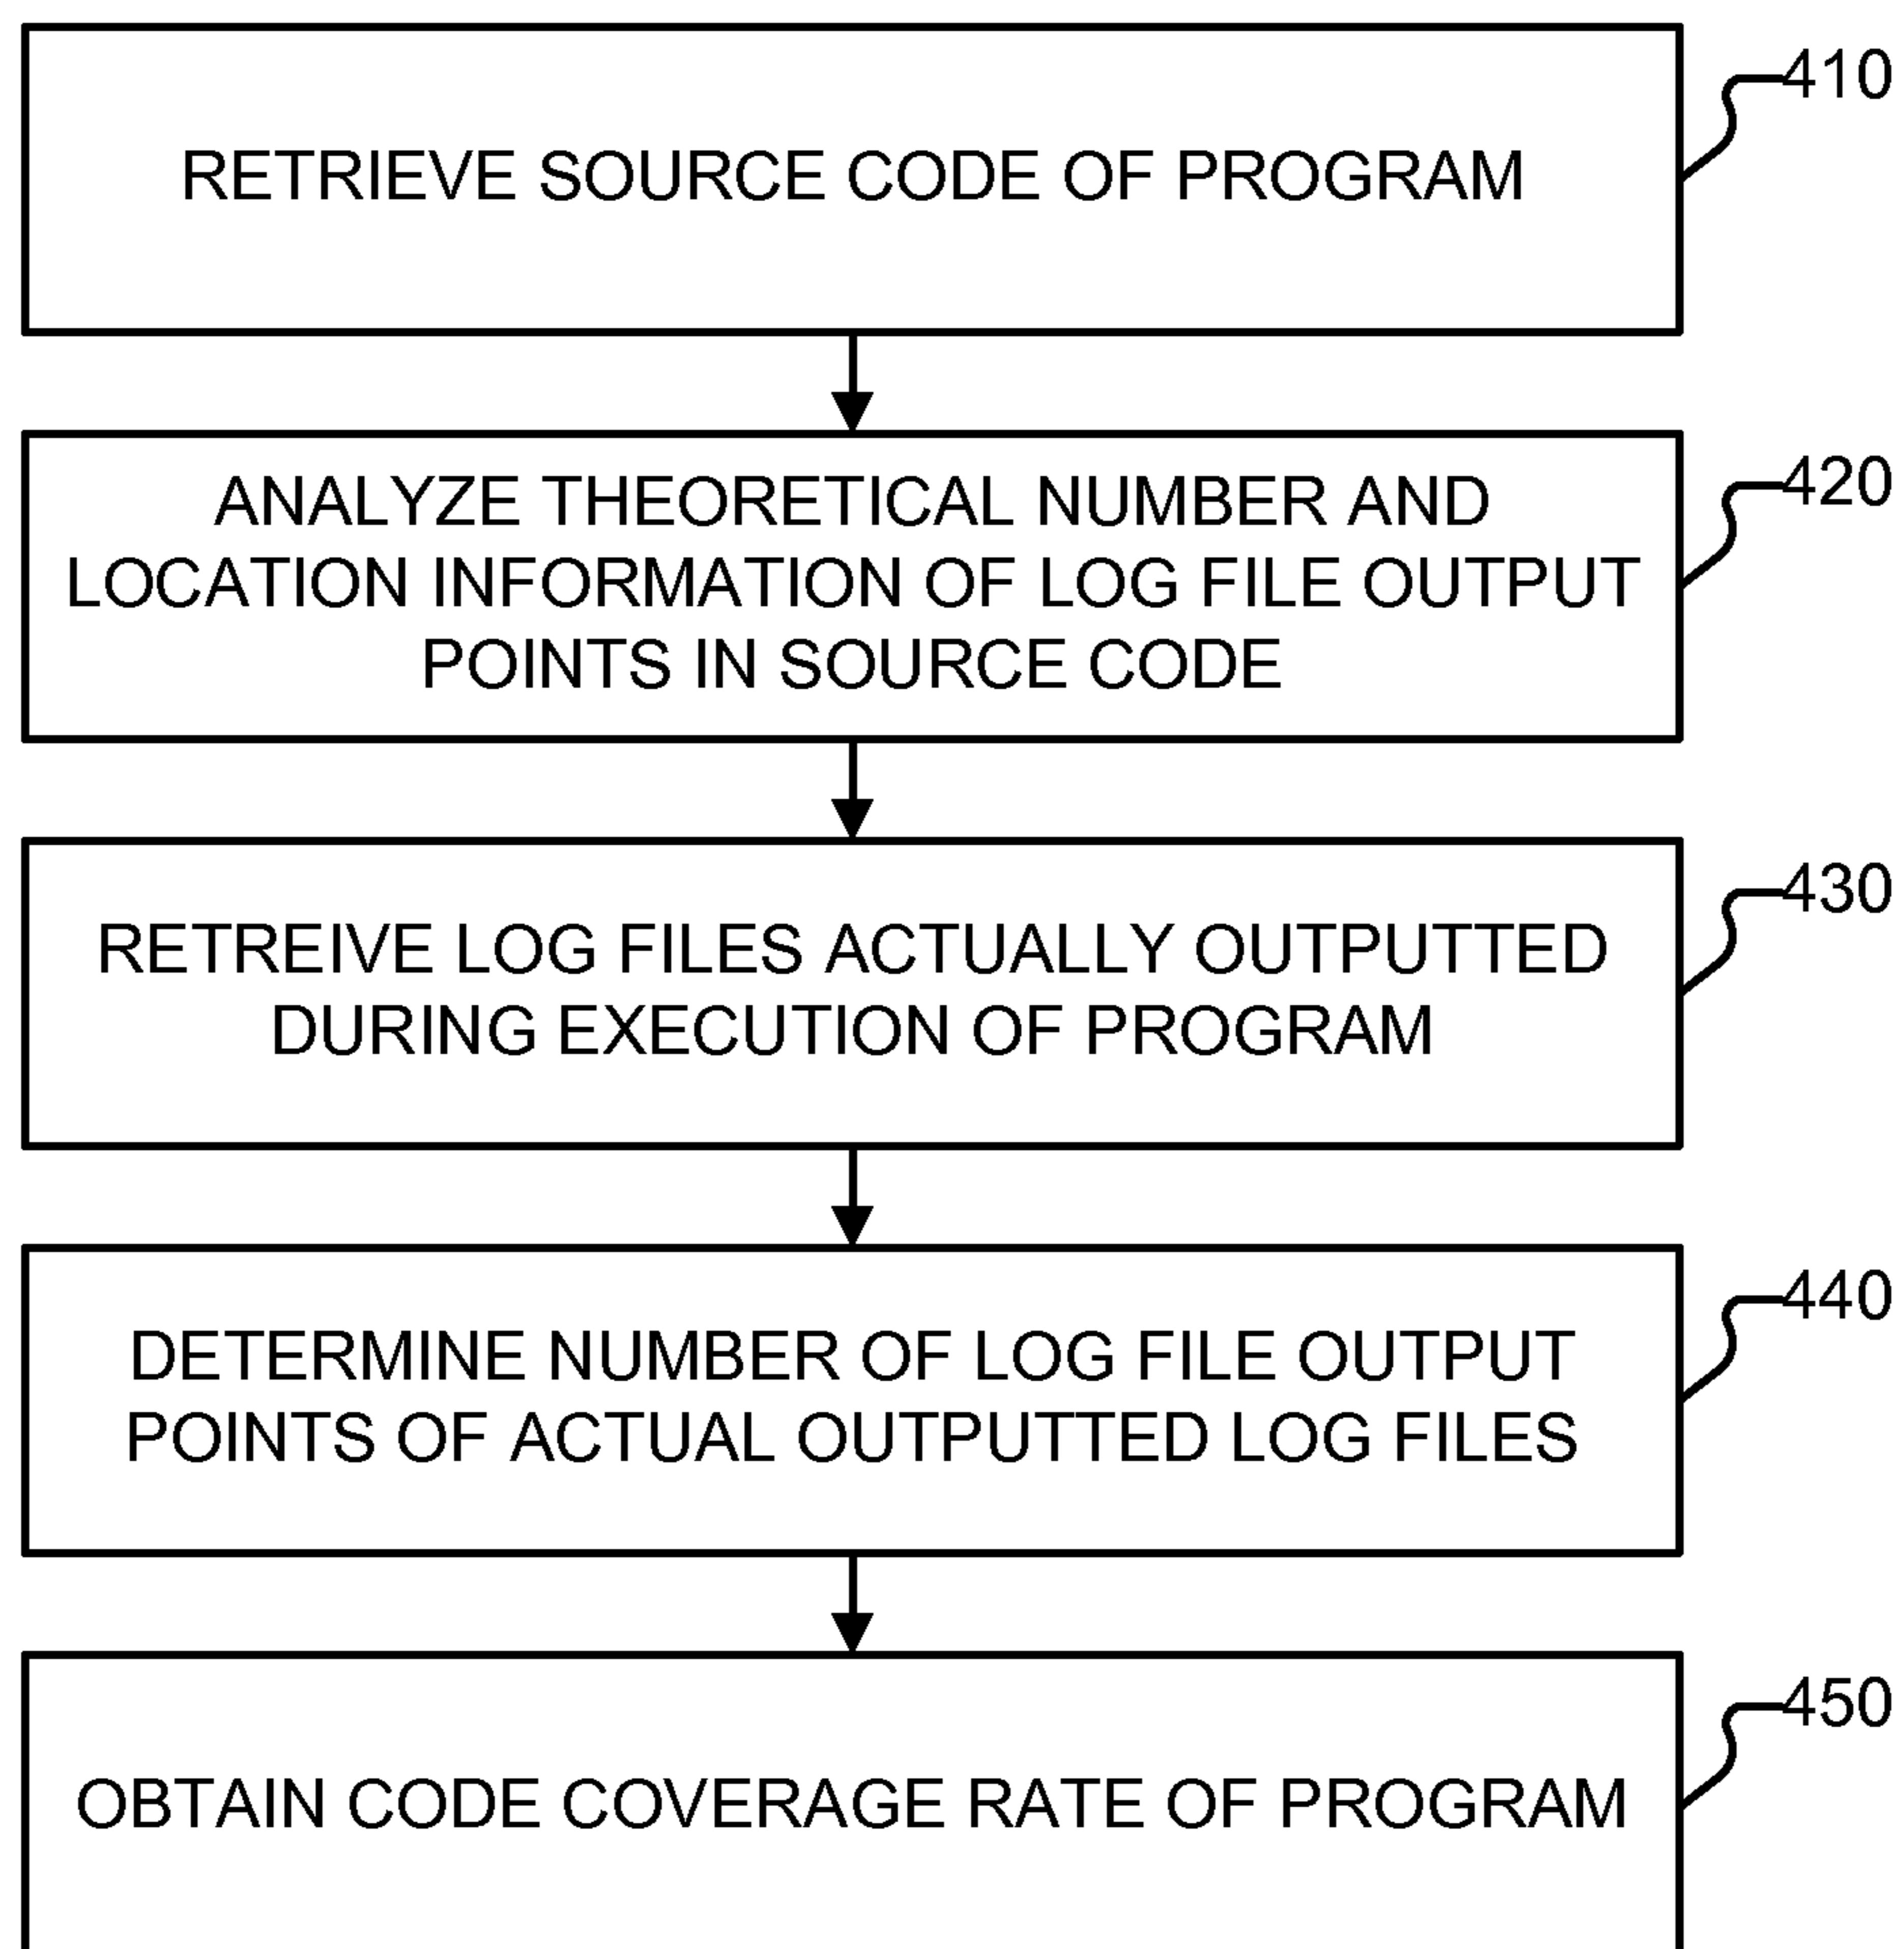 410
RETRIEVE SOURCE CODE OF PROGRAM
420
ANALYZE THEORETICAL NUMBER AND
LOCATION INFORMATION OF LOG FILE OUTPUT
POINTS IN SOURCE CODE
430
RETREIVE LOG FILES ACTUALLY OUTPUTTED
DURING EXECUTION OF PROGRAM
440
DETERMINE NUMBER OF LOG FILE OUTPUT
POINTS OF ACTUAL OUTPUTTED LOG FILES
450
OBTAIN CODE COVERAGE RATE OF PROGRAM